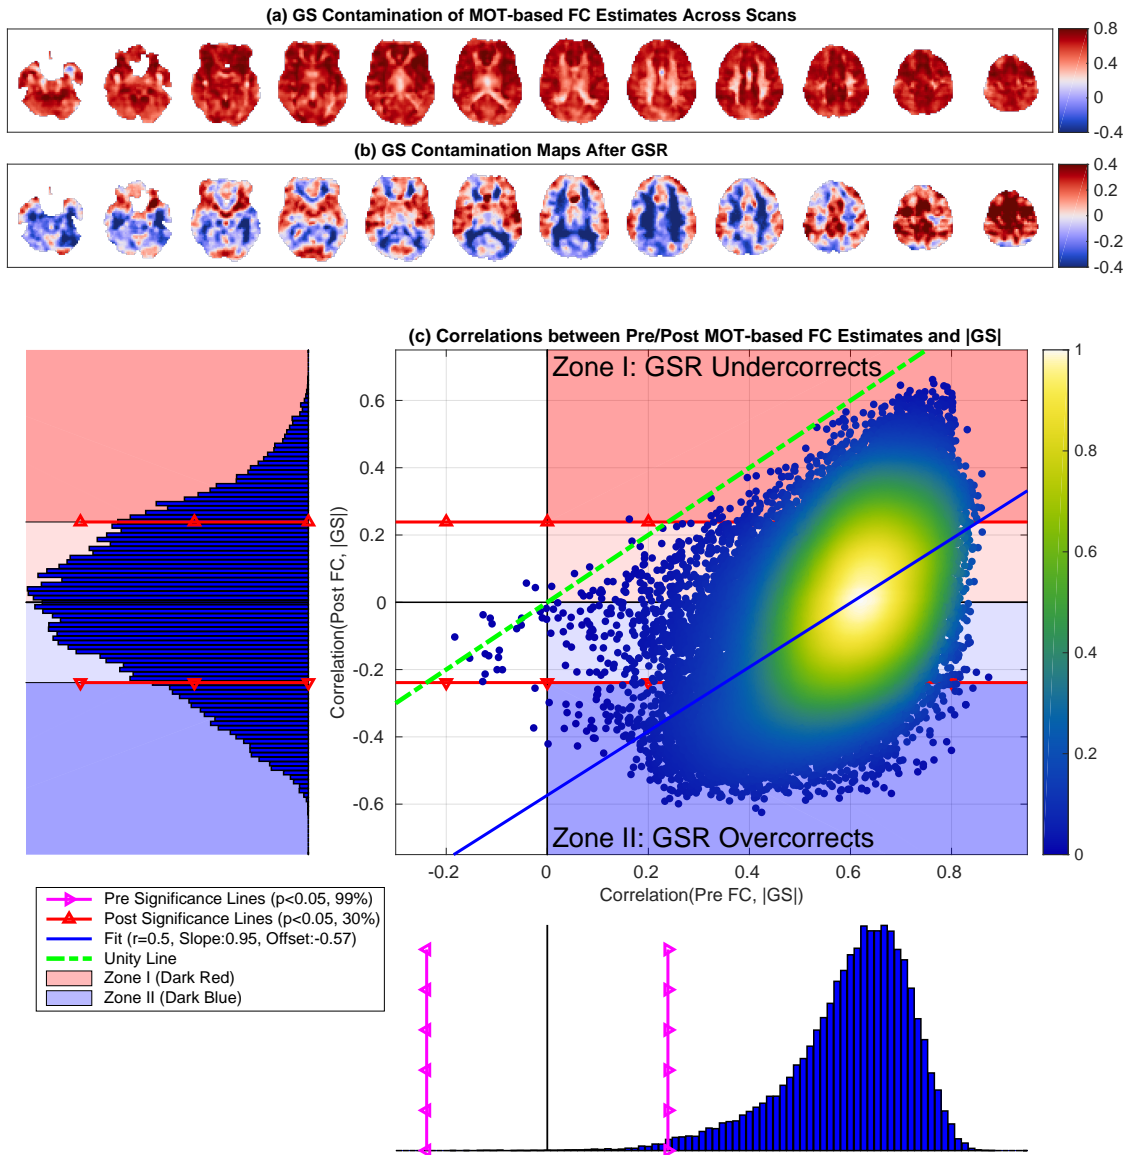 (a) GS Contamination of MOT-based FC Estimates Across Scans
0.8
0.4
0
-0.4
(b) GS Contamination Maps After GSR
0.4
0.2
0
-0.2
-0.4
(c) Correlations between Pre/Post MOT-based FC Estimates and |GS|
Zone I: GSR Undercorrects
Zone II: GSR Overcorrects
Correlation(Post FC, |GS|)
0.6
0.4
0.2
0
-0.2
-0.4
-0.6
-0.2
0
0.2
0.4
0.6
0.8
Correlation(Pre FC, |GS|)
1
0.8
0.6
0.4
0.2
0
Pre Significance Lines (p<0.05, 99%)
Post Significance Lines (p<0.05, 30%)
Fit (r=0.5, Slope:0.95, Offset:-0.57)
Unity Line
Zone I (Dark Red)
Zone II (Dark Blue)